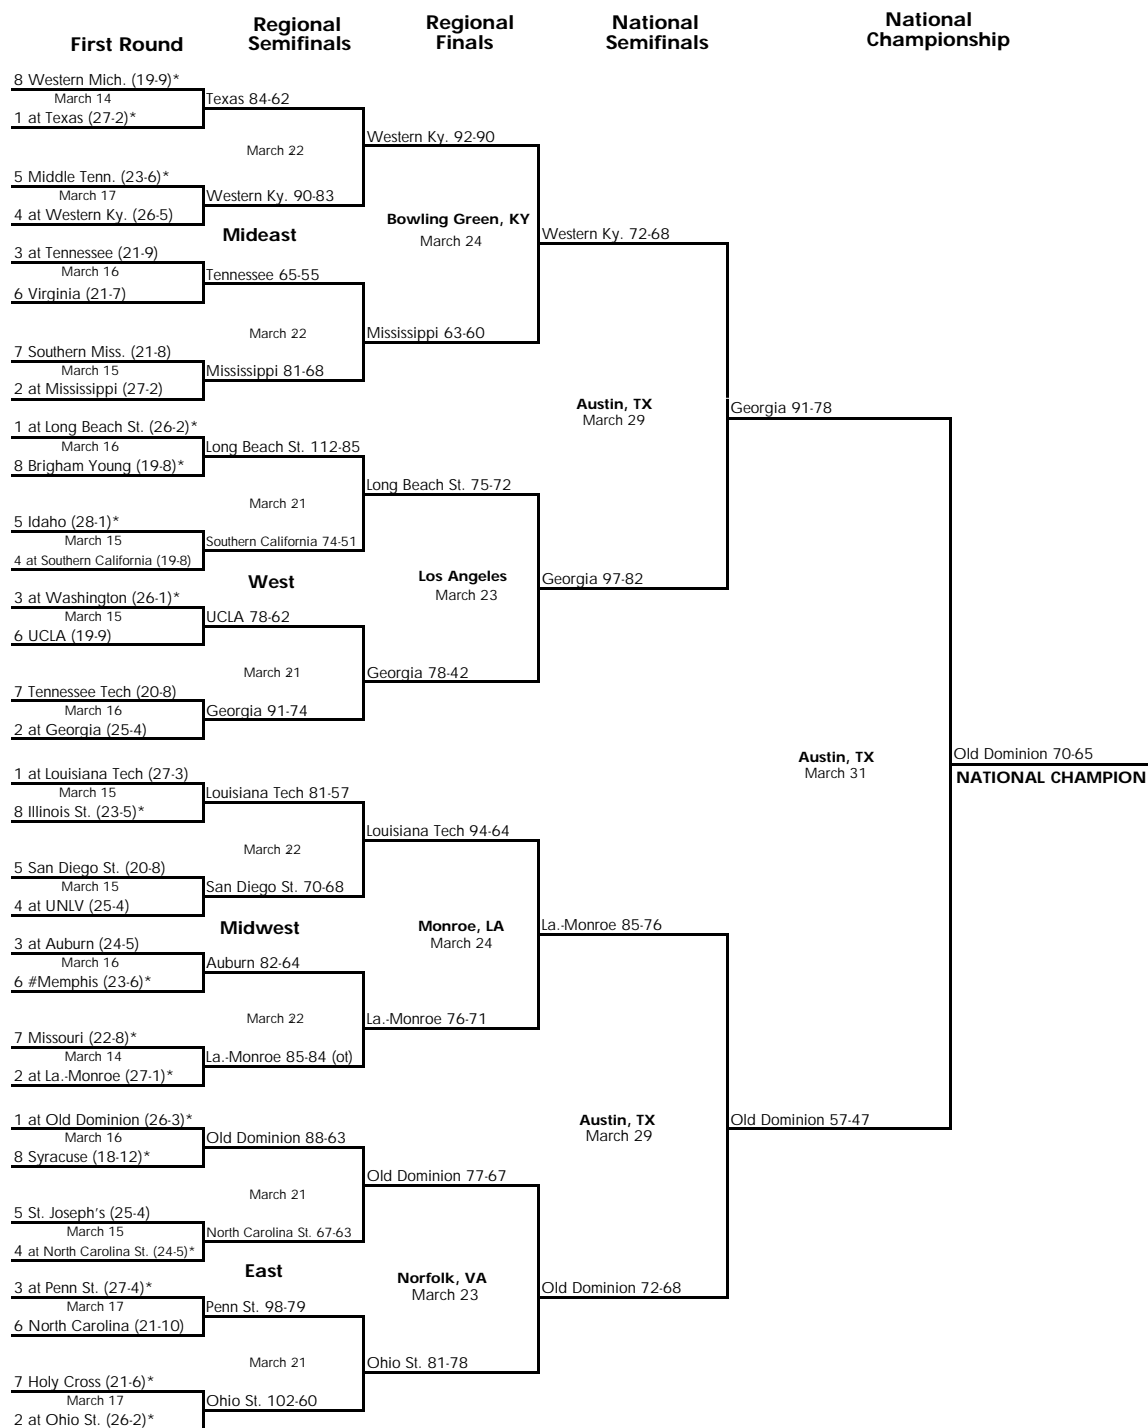 First Round
Regional
Semifinals
Regional
Finals
National
Semifinals
National
Championship
8 Western Mich. (19-9)*
March 14
1 at Texas (27-2)*
Texas 84-62
March 22
5 Middle Tenn. (23-6)*
March 17
4 at Western Ky. (26-5)
Western Ky. 90-83
Western Ky. 92-90
Mideast
Bowling Green, KY
March 24
3 at Tennessee (21-9)
March 16
6 Virginia (21-7)
Tennessee 65-55
March 22
7 Southern Miss. (21-8)
March 15
2 at Mississippi (27-2)
Mississippi 81-68
Mississippi 63-60
Western Ky. 72-68
Austin, TX
March 29
1 at Long Beach St. (26-2)*
March 16
8 Brigham Young (19-8)*
Long Beach St. 112-85
March 21
5 Idaho (28-1)*
March 15
4 at Southern California (19-8)
Southern California 74-51
Long Beach St. 75-72
West
Los Angeles
March 23
3 at Washington (26-1)*
March 15
6 UCLA (19-9)
UCLA 78-62
March 21
7 Tennessee Tech (20-8)
March 16
2 at Georgia (25-4)
Georgia 91-74
Georgia 78-42
Georgia 97-82
Georgia 91-78
Austin, TX
March 31
Old Dominion 70-65
NATIONAL CHAMPION
1 at Louisiana Tech (27-3)
March 15
8 Illinois St. (23-5)*
Louisiana Tech 81-57
March 22
5 San Diego St. (20-8)
March 15
4 at UNLV (25-4)
San Diego St. 70-68
Louisiana Tech 94-64
Midwest
Monroe, LA
March 24
3 at Auburn (24-5)
March 16
6 #Memphis (23-6)*
Auburn 82-64
March 22
7 Missouri (22-8)*
March 14
2 at La.-Monroe (27-1)*
La.-Monroe 85-84 (ot)
La.-Monroe 76-71
La.-Monroe 85-76
Austin, TX
March 29
1 at Old Dominion (26-3)*
March 16
8 Syracuse (18-12)*
Old Dominion 88-63
March 21
5 St. Joseph's (25-4)
March 15
4 at North Carolina St. (24-5)*
North Carolina St. 67-63
Old Dominion 77-67
East
Norfolk, VA
March 23
3 at Penn St. (27-4)*
March 17
6 North Carolina (21-10)
Penn St. 98-79
March 21
7 Holy Cross (21-6)*
March 17
2 at Ohio St. (26-2)*
Ohio St. 102-60
Ohio St. 81-78
Old Dominion 72-68
Old Dominion 57-47